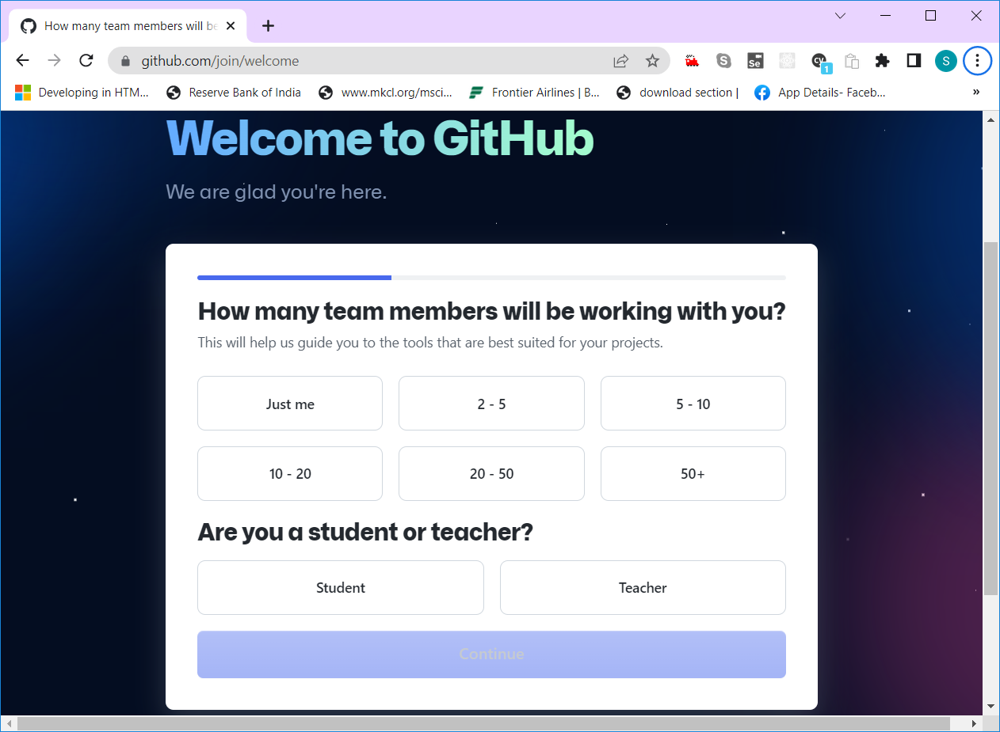 How many team members will be
github.com/join/welcome
Se
cy
1
S
Developing in HTM...
Reserve Bank of India
www.mkcl.org/msci...
Frontier Airlines | B...
download section |
App Details- Faceb...
»
Welcome to GitHub
We are glad you're here.
How many team members will be working with you?
This will help us guide you to the tools that are best suited for your projects.
Just me
2 - 5
5 - 10
10 - 20
20 - 50
50+
Are you a student or teacher?
Student
Teacher
Continue